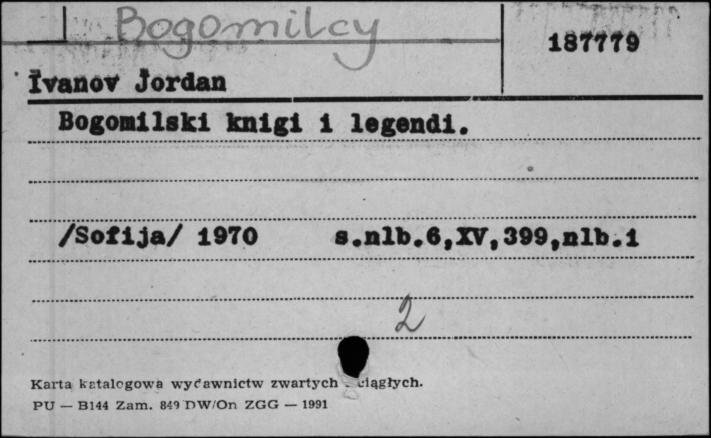 Bogomilcy
187779
Ivanov Jordan
Bogomilski knigi i legendi.
/Sofija/ 1970 s.nlb.6,XV,399,nlb.1
2
Karta katalogowa wydawnictw zwartych ciągłych.
PU — B144 Zam. 849 DW/On ZGG — 1991